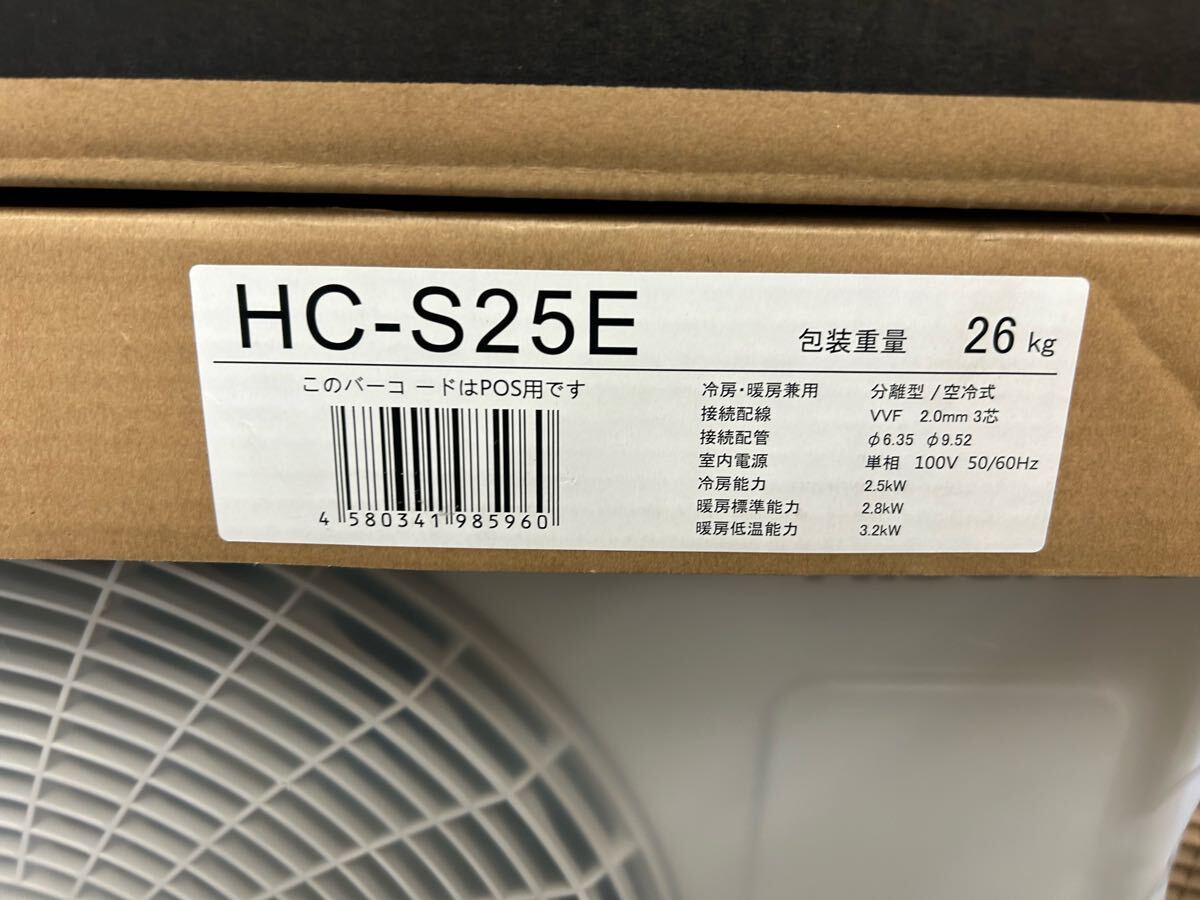 HC-S25E
包装重量 26 kg
このバーコードはPOS用です
4 580341 985960
冷房・暖房兼用 分離型 / 空冷式
接続配線 VVF 2.0mm 3芯
接続配管 φ6.35 φ9.52
室内電源 単相 100V 50/60Hz
冷房能力 2.5kW
暖房標準能力 2.8kW
暖房低温能力 3.2kW